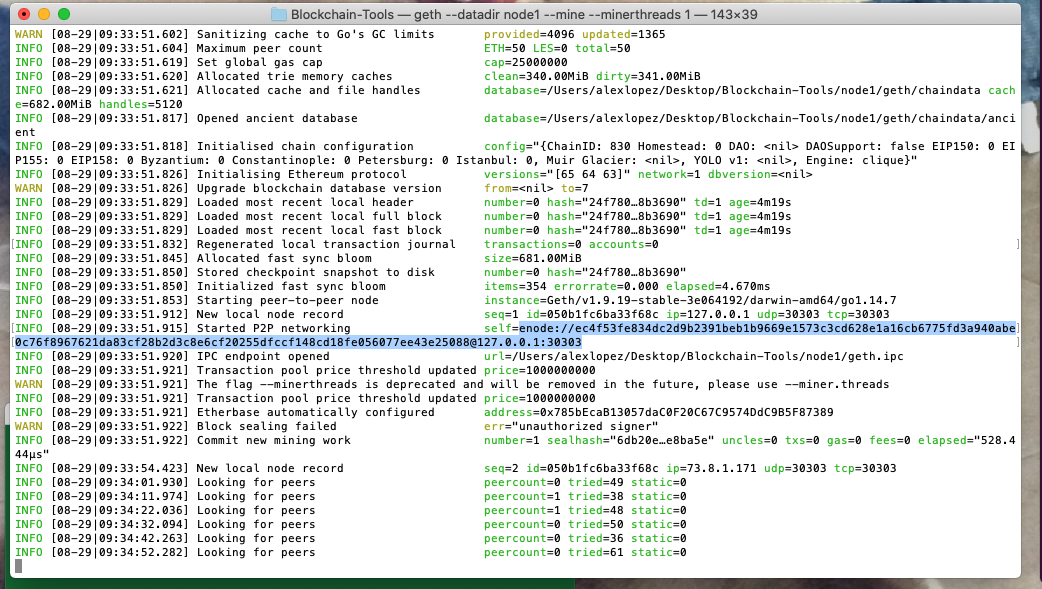 Blockchain-Tools — geth --datadir node1 --mine --minerthreads 1 — 143×39
WARN [08-29|09:33:51.602] Sanitizing cache to Go's GC limits provided=4096 updated=1365
INFO [08-29|09:33:51.604] Maximum peer count ETH=50 LES=0 total=50
INFO [08-29|09:33:51.619] Set global gas cap cap=25000000
INFO [08-29|09:33:51.620] Allocated trie memory caches clean=340.00MiB dirty=341.00MiB
INFO [08-29|09:33:51.621] Allocated cache and file handles database=/Users/alexlopez/Desktop/Blockchain-Tools/node1/geth/chaindata cach
e=682.00MiB handles=5120
INFO [08-29|09:33:51.817] Opened ancient database database=/Users/alexlopez/Desktop/Blockchain-Tools/node1/geth/chaindata/anci
ent
INFO [08-29|09:33:51.818] Initialised chain configuration config="{ChainID: 830 Homestead: 0 DAO: <nil> DAOSupport: false EIP150: 0 EI
P155: 0 EIP158: 0 Byzantium: 0 Constantinople: 0 Petersburg: 0 Istanbul: 0, Muir Glacier: <nil>, YOLO v1: <nil>, Engine: clique}"
INFO [08-29|09:33:51.826] Initialising Ethereum protocol versions="[65 64 63]" network=1 dbversion=<nil>
WARN [08-29|09:33:51.826] Upgrade blockchain database version from=<nil> to=7
INFO [08-29|09:33:51.829] Loaded most recent local header number=0 hash="24f780…8b3690" td=1 age=4m19s
INFO [08-29|09:33:51.829] Loaded most recent local full block number=0 hash="24f780…8b3690" td=1 age=4m19s
INFO [08-29|09:33:51.829] Loaded most recent local fast block number=0 hash="24f780…8b3690" td=1 age=4m19s
[INFO [08-29|09:33:51.832] Regenerated local transaction journal transactions=0 accounts=0 ]
INFO [08-29|09:33:51.845] Allocated fast sync bloom size=681.00MiB
INFO [08-29|09:33:51.850] Stored checkpoint snapshot to disk number=0 hash="24f780…8b3690"
INFO [08-29|09:33:51.850] Initialized fast sync bloom items=354 errorrate=0.000 elapsed=4.670ms
INFO [08-29|09:33:51.853] Starting peer-to-peer node instance=Geth/v1.9.19-stable-3e064192/darwin-amd64/go1.14.7
INFO [08-29|09:33:51.912] New local node record seq=1 id=050b1fc6ba33f68c ip=127.0.0.1 udp=30303 tcp=30303
[INFO [08-29|09:33:51.915] Started P2P networking self=enode://ec4f53fe834dc2d9b2391beb1b9669e1573c3cd628e1a16cb6775fd3a940abe]
[0c76f8967621da83cf28b2d3c8e6cf20255dfccf148cd18fe056077ee43e25088@127.0.0.1:30303 ]
INFO [08-29|09:33:51.920] IPC endpoint opened url=/Users/alexlopez/Desktop/Blockchain-Tools/node1/geth.ipc
INFO [08-29|09:33:51.921] Transaction pool price threshold updated price=1000000000
WARN [08-29|09:33:51.921] The flag --minerthreads is deprecated and will be removed in the future, please use --miner.threads
INFO [08-29|09:33:51.921] Transaction pool price threshold updated price=1000000000
INFO [08-29|09:33:51.921] Etherbase automatically configured address=0x785bEcaB13057daC0F20C67C9574DdC9B5F87389
WARN [08-29|09:33:51.922] Block sealing failed err="unauthorized signer"
INFO [08-29|09:33:51.922] Commit new mining work number=1 sealhash="6db20e…e8ba5e" uncles=0 txs=0 gas=0 fees=0 elapsed="528.4
44µs"
INFO [08-29|09:33:54.423] New local node record seq=2 id=050b1fc6ba33f68c ip=73.8.1.171 udp=30303 tcp=30303
INFO [08-29|09:34:01.930] Looking for peers peercount=0 tried=49 static=0
INFO [08-29|09:34:11.974] Looking for peers peercount=1 tried=38 static=0
INFO [08-29|09:34:22.036] Looking for peers peercount=1 tried=48 static=0
INFO [08-29|09:34:32.094] Looking for peers peercount=0 tried=50 static=0
INFO [08-29|09:34:42.263] Looking for peers peercount=0 tried=36 static=0
INFO [08-29|09:34:52.282] Looking for peers peercount=0 tried=61 static=0